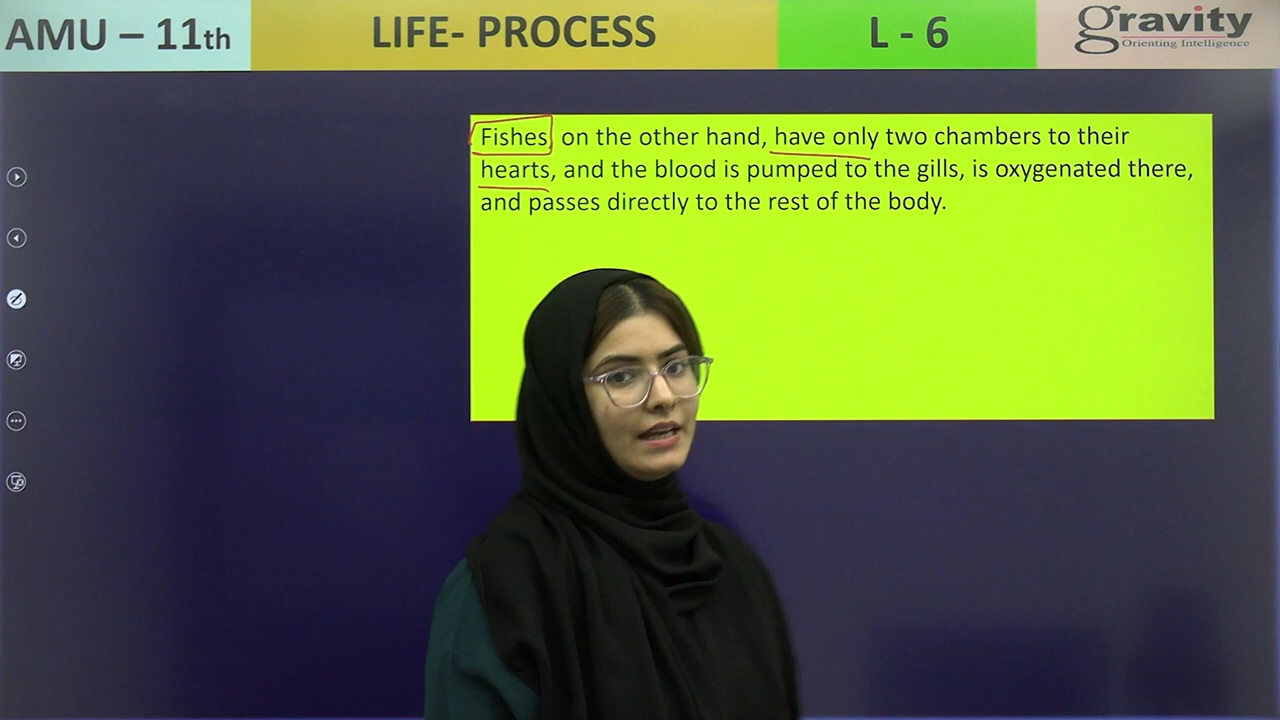 AMU – 11th
LIFE- PROCESS
L - 6
gravity
Orienting Intelligence
Fishes on the other hand, have only two chambers to their
hearts, and the blood is pumped to the gills, is oxygenated there,
and passes directly to the rest of the body.